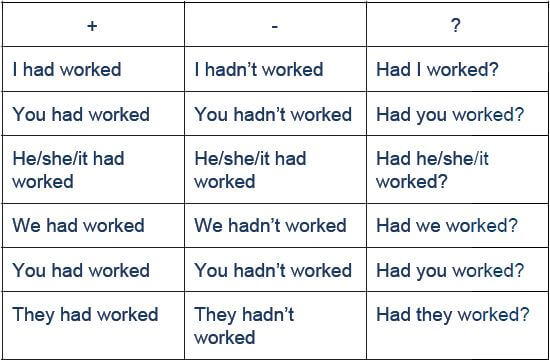 + - ?
I had worked I hadn’t worked Had I worked?
You had worked You hadn’t worked Had you worked?
He/she/it had He/she/it had Had he/she/it
worked worked worked?
We had worked We hadn’t worked Had we worked?
You had worked You hadn’t worked Had you worked?
They had worked They hadn’t Had they worked?
worked